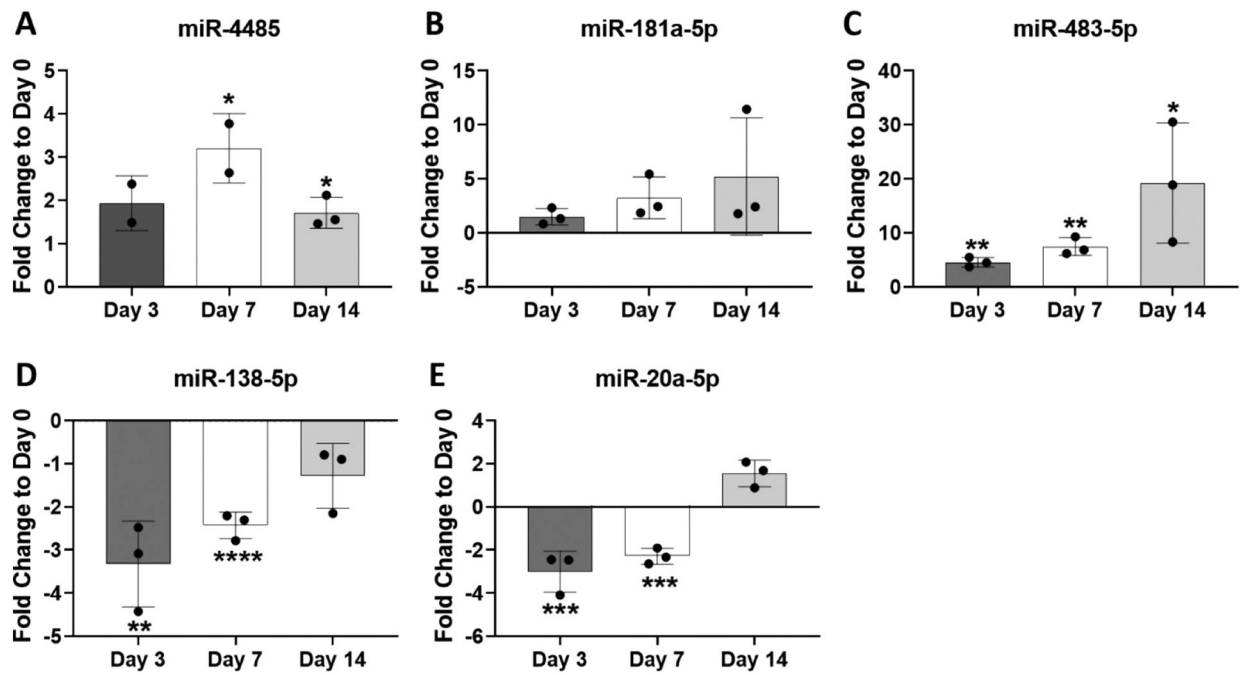 A
miR-4485
Fold Change to Day 0
5
4
3
2
1
0
*
*
Day 3 Day 7 Day 14
B
miR-181a-5p
Fold Change to Day 0
15
10
5
0
-5
Day 3 Day 7 Day 14
C
miR-483-5p
Fold Change to Day 0
40
30
20
10
0
**
**
*
Day 3 Day 7 Day 14
D
miR-138-5p
Fold Change to Day 0
0
-1
-2
-3
-4
-5
**
****
Day 3 Day 7 Day 14
E
miR-20a-5p
Fold Change to Day 0
4
2
0
-2
-4
-6
***
***
Day 3 Day 7 Day 14